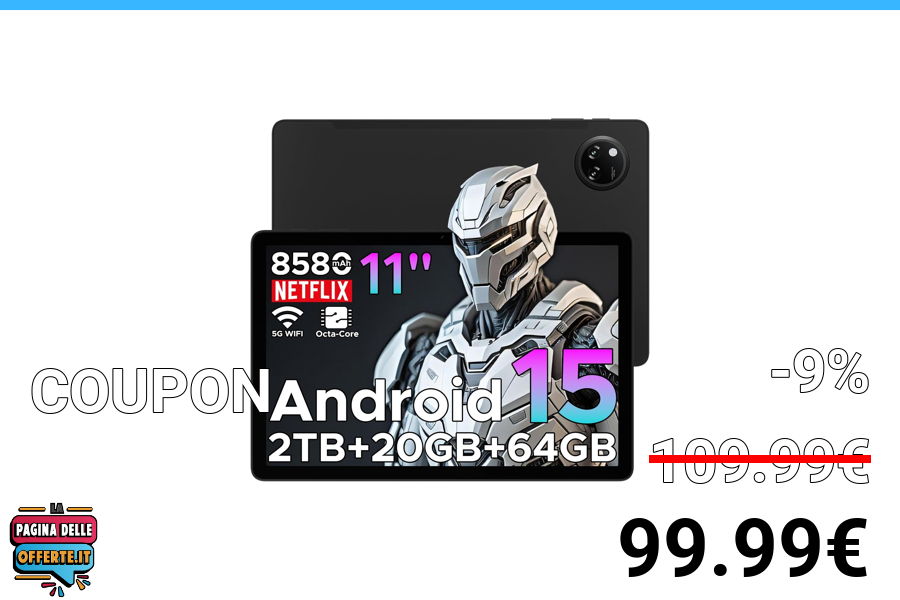 8580 mAh 11"
NETFLIX
5G WIFI Octa-Core
-9%
COUPON
Android 15
2TB+20GB+64GB
109.99€
99.99€
LA
PAGINA DELLE
OFFERTE.IT